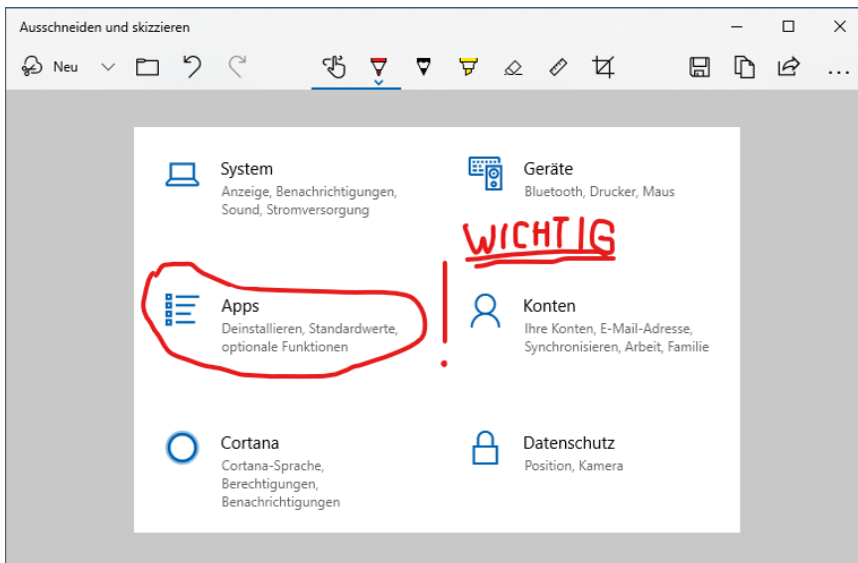 Ausschneiden und skizzieren
Neu
System
Anzeige, Benachrichtigungen,
Sound, Stromversorgung
Geräte
Bluetooth, Drucker, Maus
WICHTIG
!
Apps
Deinstallieren, Standardwerte,
optionale Funktionen
Konten
Ihre Konten, E-Mail-Adresse,
Synchronisieren, Arbeit, Familie
Cortana
Cortana-Sprache,
Berechtigungen,
Benachrichtigungen
Datenschutz
Position, Kamera